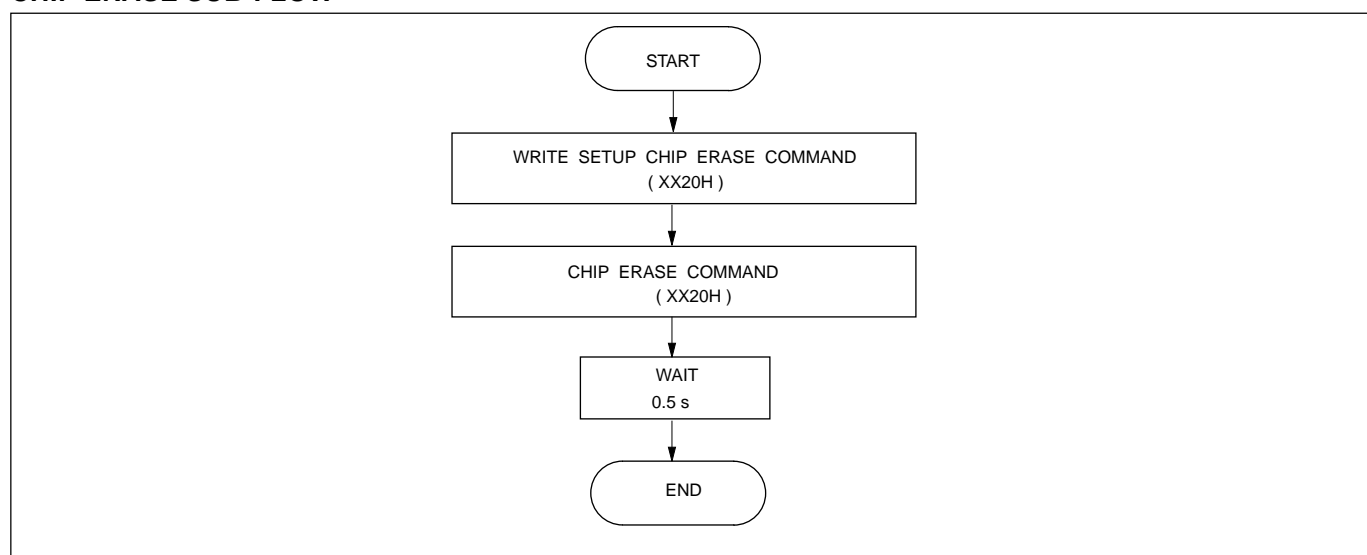 START
WRITE SETUP CHIP ERASE COMMAND
( XX20H )
CHIP ERASE COMMAND
( XX20H )
WAIT
0.5 s
END